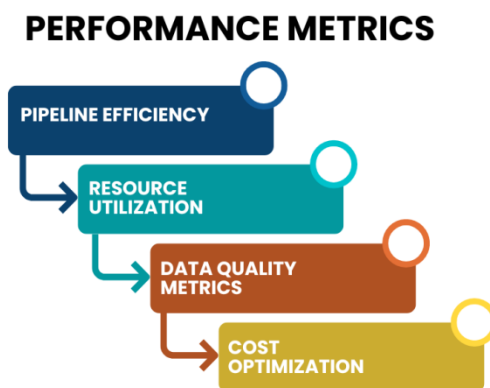 PERFORMANCE METRICS
PIPELINE EFFICIENCY
RESOURCE
UTILIZATION
DATA QUALITY
METRICS
COST
OPTIMIZATION